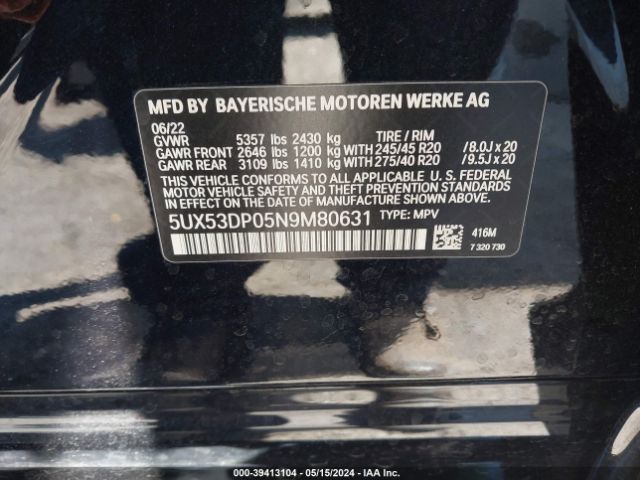 MFD BY BAYERISCHE MOTOREN WERKE AG
06/22
GVWR 5357 lbs 2430 kg TIRE / RIM
GAWR FRONT 2646 lbs 1200 kg WITH 245/45 R20 / 8.0J x 20
GAWR REAR 3109 lbs 1410 kg WITH 275/40 R20 / 9.5J x 20
THIS VEHICLE CONFORMS TO ALL APPLICABLE U. S. FEDERAL
MOTOR VEHICLE SAFETY AND THEFT PREVENTION STANDARDS
IN EFFECT ON THE DATE OF MANUFACTURE SHOWN ABOVE.
5UX53DP05N9M80631 TYPE: MPV
416M
7 320 730
000-39413104 - 05/15/2024 - IAA Inc.